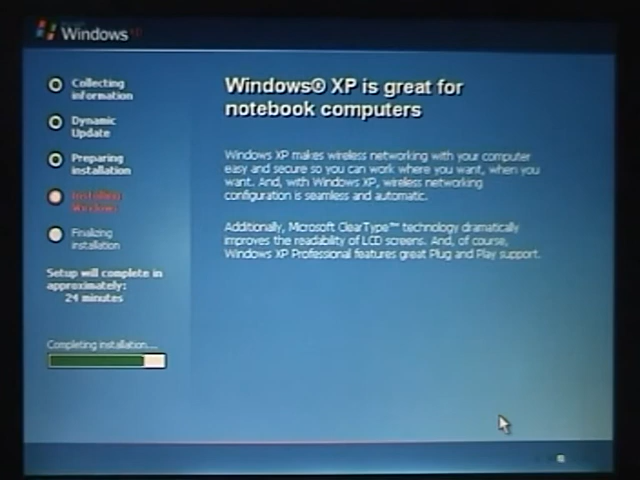 Windows XP
Collecting
information
Dynamic
Update
Preparing
installation
Installing
Windows
Finalizing
installation
Setup will complete in
approximately:
24 minutes
Completing installation...
Windows® XP is great for
notebook computers
Windows XP makes wireless networking with your computer
easy and secure so you can work where you want, when you
want. And, with Windows XP, wireless networking
configuration is seamless and automatic.
Additionally, Microsoft ClearType™ technology dramatically
improves the readability of LCD screens. And, of course,
Windows XP Professional features great Plug and Play support.